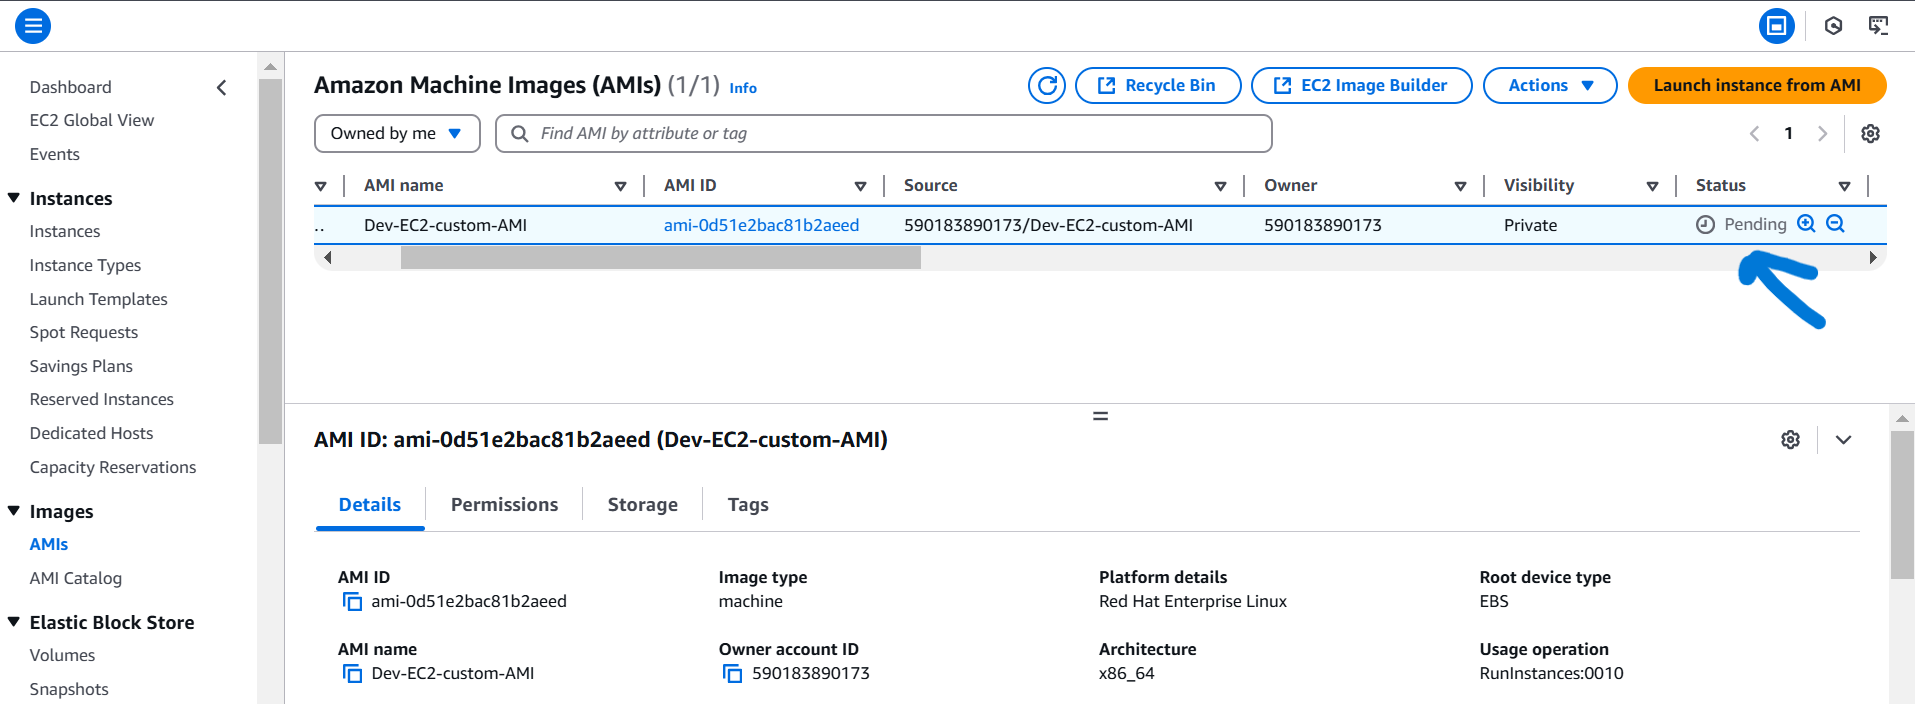 Dashboard
EC2 Global View
Events
Instances
Instances
Instance Types
Launch Templates
Spot Requests
Savings Plans
Reserved Instances
Dedicated Hosts
Capacity Reservations
Images
AMIs
AMI Catalog
Elastic Block Store
Volumes
Snapshots
Amazon Machine Images (AMIs) (1/1) Info
Recycle Bin
EC2 Image Builder
Actions
Launch instance from AMI
Owned by me
Find AMI by attribute or tag
1
AMI name AMI ID Source Owner Visibility Status
.. Dev-EC2-custom-AMI ami-0d51e2bac81b2aeed 590183890173/Dev-EC2-custom-AMI 590183890173 Private Pending
AMI ID: ami-0d51e2bac81b2aeed (Dev-EC2-custom-AMI)
Details Permissions Storage Tags
AMI ID
ami-0d51e2bac81b2aeed
Image type
machine
Platform details
Red Hat Enterprise Linux
Root device type
EBS
AMI name
Dev-EC2-custom-AMI
Owner account ID
590183890173
Architecture
x86_64
Usage operation
RunInstances:0010